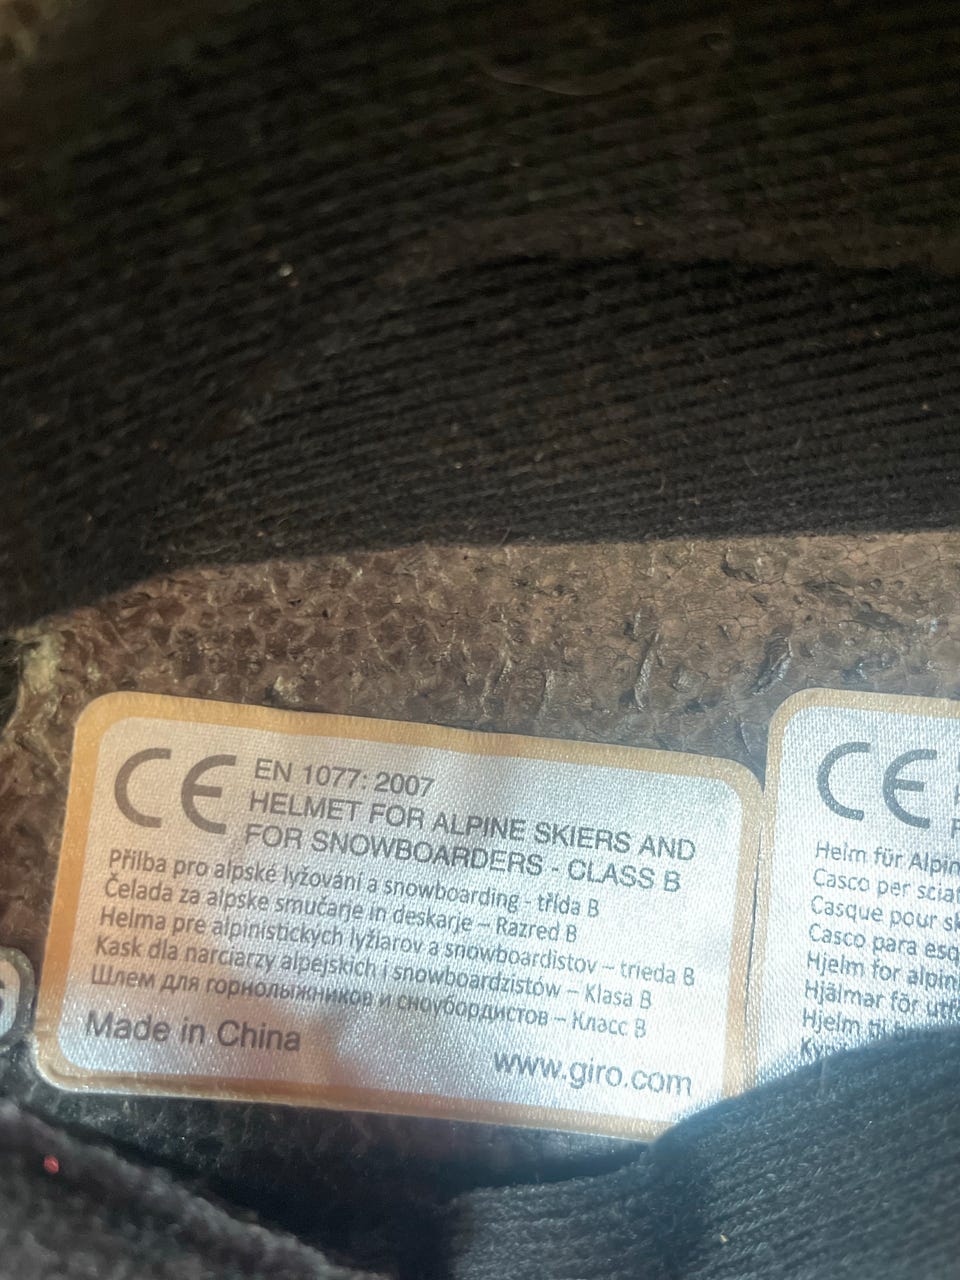 CE EN 1077: 2007
HELMET FOR ALPINE SKIERS AND
FOR SNOWBOARDERS - CLASS B
Přilba pro alpské lyžování a snowboarding - třída B
Čelada za alpske smučarje in deskarje – Razred B
Helma pre alpinistických lyžiarov a snowboardistov – trieda B
Kask dla narciarzy alpejskich i snowboardzistów – Klasa B
Шлем для горнолыжников и сноубордистов – Класс B
Made in China
www.giro.com
CE
Helm für Alpin
Casco per sciat
Casque pour sk
Casco para esq
Hjelm for alpin
Hjälmar för
Hjelm til